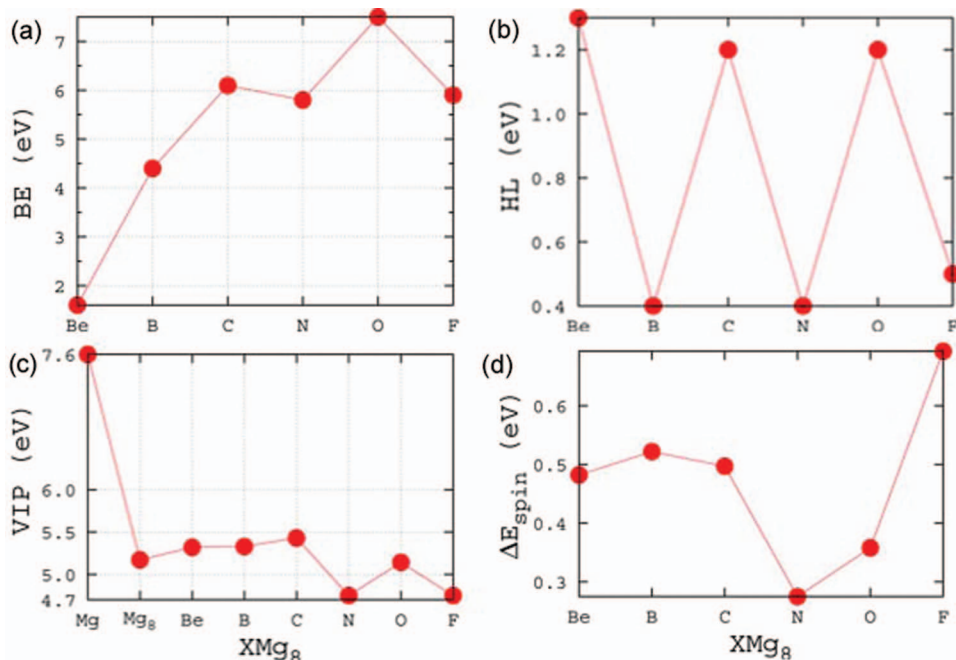 (a)
BE (eV)
7
6
5
4
3
2
Be B C N O F
(b)
HL (eV)
1.2
1.0
0.8
0.6
0.4
Be B C N O F
(c)
VIP (eV)
7.6
6.0
5.5
5.0
4.7
Mg Mg₈ Be B C N O F
XMg₈
(d)
ΔE_spin (eV)
0.6
0.5
0.4
0.3
Be B C N O F
XMg₈